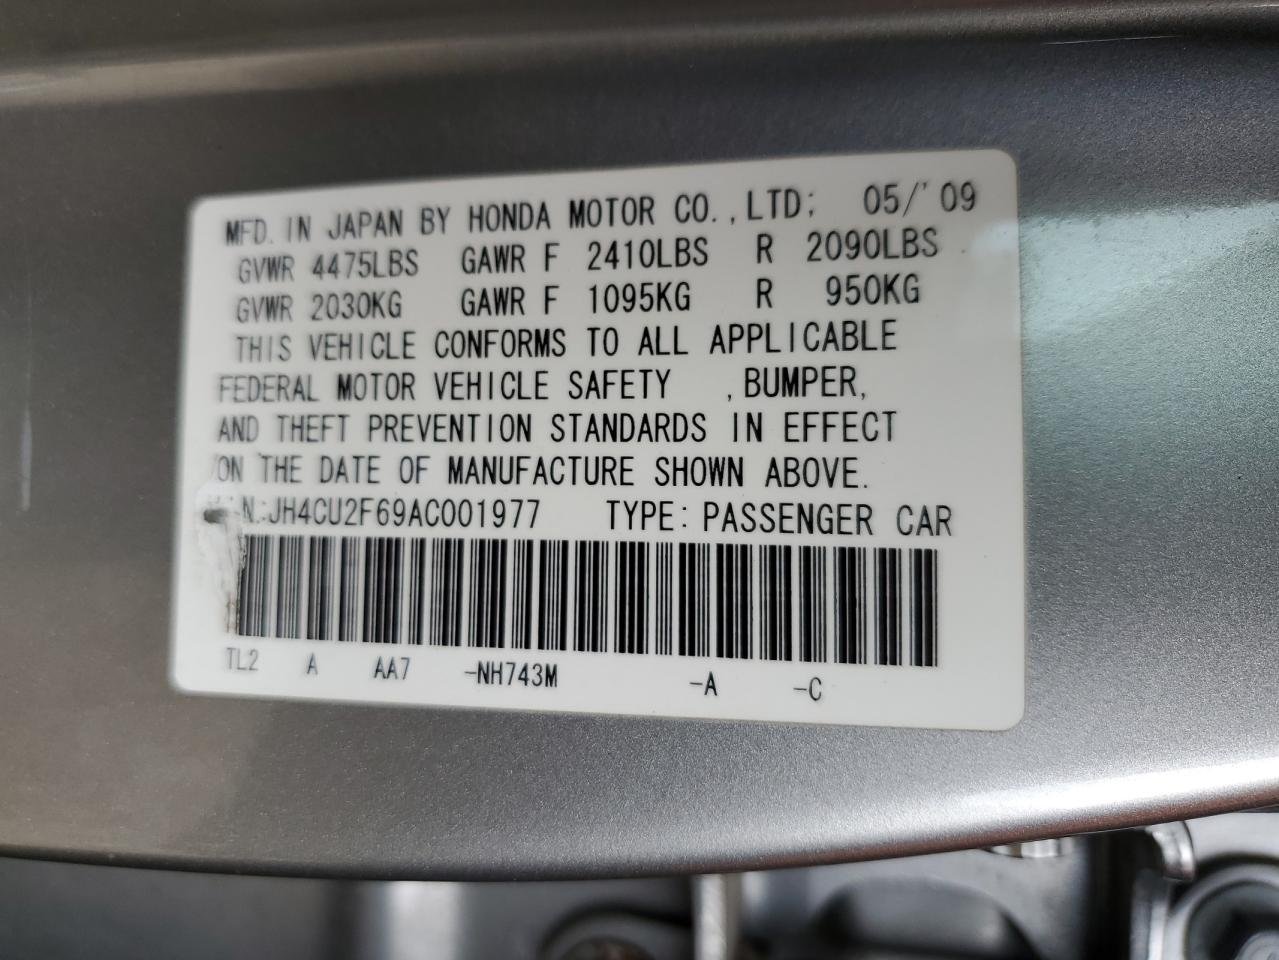 MFD. IN JAPAN BY HONDA MOTOR CO., LTD; 05/'09
GVWR 4475LBS GAWR F 2410LBS R 2090LBS
GVWR 2030KG GAWR F 1095KG R 950KG
THIS VEHICLE CONFORMS TO ALL APPLICABLE
FEDERAL MOTOR VEHICLE SAFETY , BUMPER,
AND THEFT PREVENTION STANDARDS IN EFFECT
ON THE DATE OF MANUFACTURE SHOWN ABOVE.
JH4CU2F69AC001977 TYPE: PASSENGER CAR
TL2 A AA7 -NH743M -A -C